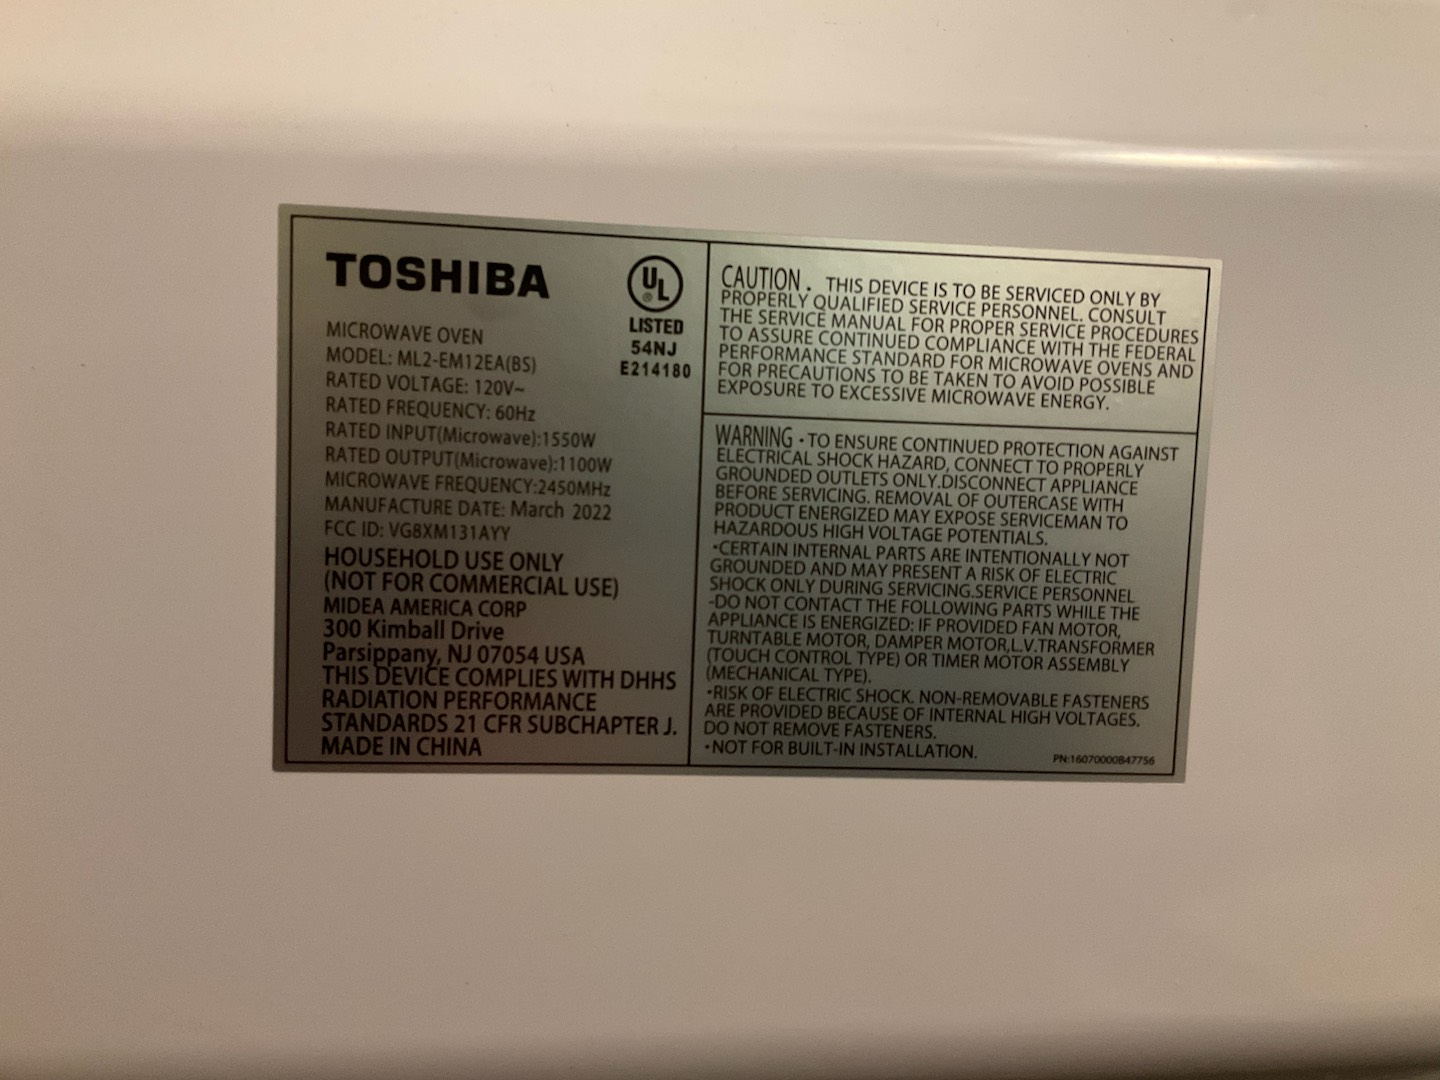 TOSHIBA
UL
®
LISTED
54NJ
E214180
MICROWAVE OVEN
MODEL: ML2-EM12EA(BS)
RATED VOLTAGE: 120V~
RATED FREQUENCY: 60Hz
RATED INPUT(Microwave):1550W
RATED OUTPUT(Microwave):1100W
MICROWAVE FREQUENCY:2450MHz
MANUFACTURE DATE: March 2022
FCC ID: VG8XM131AYY
HOUSEHOLD USE ONLY
(NOT FOR COMMERCIAL USE)
MIDEA AMERICA CORP
300 Kimball Drive
Parsippany, NJ 07054 USA
THIS DEVICE COMPLIES WITH DHHS
RADIATION PERFORMANCE
STANDARDS 21 CFR SUBCHAPTER J.
MADE IN CHINA
CAUTION . THIS DEVICE IS TO BE SERVICED ONLY BY
PROPERLY QUALIFIED SERVICE PERSONNEL. CONSULT
THE SERVICE MANUAL FOR PROPER SERVICE PROCEDURES
TO ASSURE CONTINUED COMPLIANCE WITH THE FEDERAL
PERFORMANCE STANDARD FOR MICROWAVE OVENS AND
FOR PRECAUTIONS TO BE TAKEN TO AVOID POSSIBLE
EXPOSURE TO EXCESSIVE MICROWAVE ENERGY.
WARNING · TO ENSURE CONTINUED PROTECTION AGAINST
ELECTRICAL SHOCK HAZARD, CONNECT TO PROPERLY
GROUNDED OUTLETS ONLY.DISCONNECT APPLIANCE
BEFORE SERVICING. REMOVAL OF OUTERCASE WITH
PRODUCT ENERGIZED MAY EXPOSE SERVICEMAN TO
HAZARDOUS HIGH VOLTAGE POTENTIALS.
·CERTAIN INTERNAL PARTS ARE INTENTIONALLY NOT
GROUNDED AND MAY PRESENT A RISK OF ELECTRIC
SHOCK ONLY DURING SERVICING.SERVICE PERSONNEL
-DO NOT CONTACT THE FOLLOWING PARTS WHILE THE
APPLIANCE IS ENERGIZED: IF PROVIDED FAN MOTOR,
TURNTABLE MOTOR, DAMPER MOTOR,L.V.TRANSFORMER
(TOUCH CONTROL TYPE) OR TIMER MOTOR ASSEMBLY
(MECHANICAL TYPE).
·RISK OF ELECTRIC SHOCK. NON-REMOVABLE FASTENERS
ARE PROVIDED BECAUSE OF INTERNAL HIGH VOLTAGES.
DO NOT REMOVE FASTENERS.
·NOT FOR BUILT-IN INSTALLATION.
PN:16070000B47756